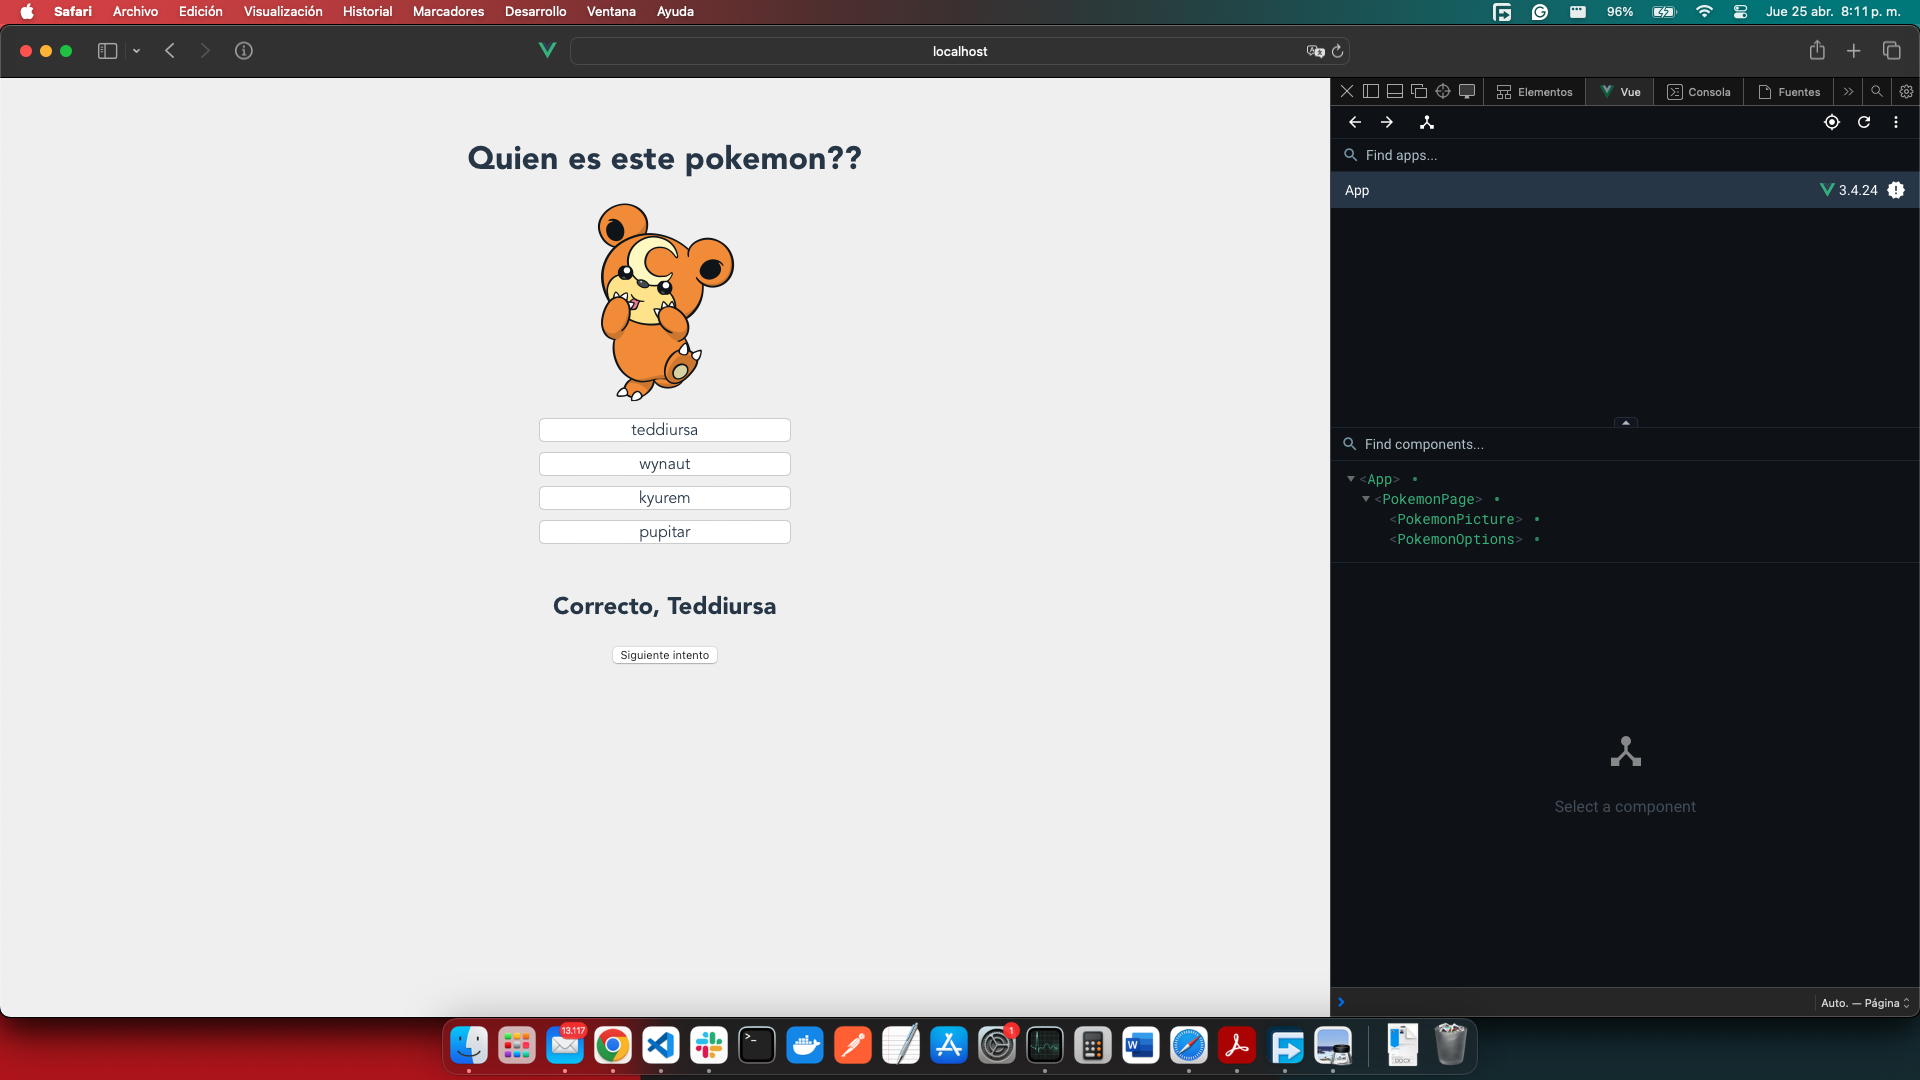 Safari Archivo Edición Visualización Historial Marcadores Desarrollo Ventana Ayuda 96% Jue 25 abr. 8:11 p. m.
localhost
Elementos Vue Consola Fuentes
Find apps...
App 3.4.24
Quien es este pokemon??
teddiursa
wynaut
kyurem
pupitar
Correcto, Teddiursa
Siguiente intento
Find components...
<App>
<PokemonPage>
<PokemonPicture>
<PokemonOptions>
Select a component
Auto. — Página
13.117
1
DOCX